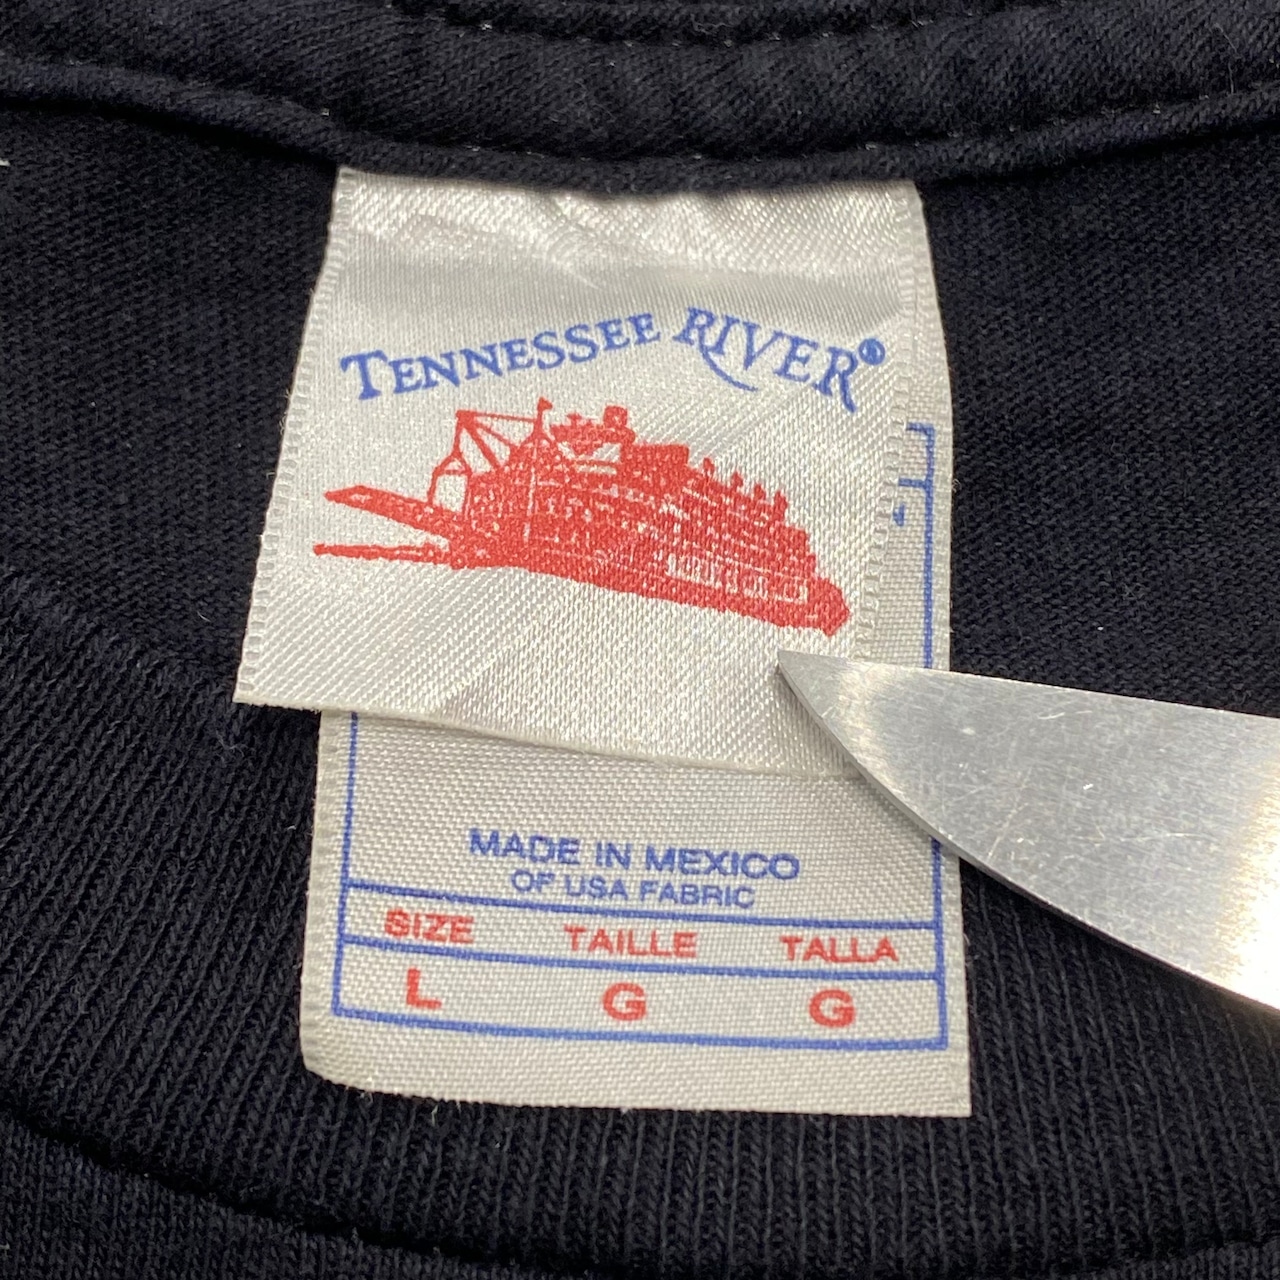 TENNESSEE RIVER®
MADE IN MEXICO
OF USA FABRIC
SIZE TAILLE TALLA
L G G